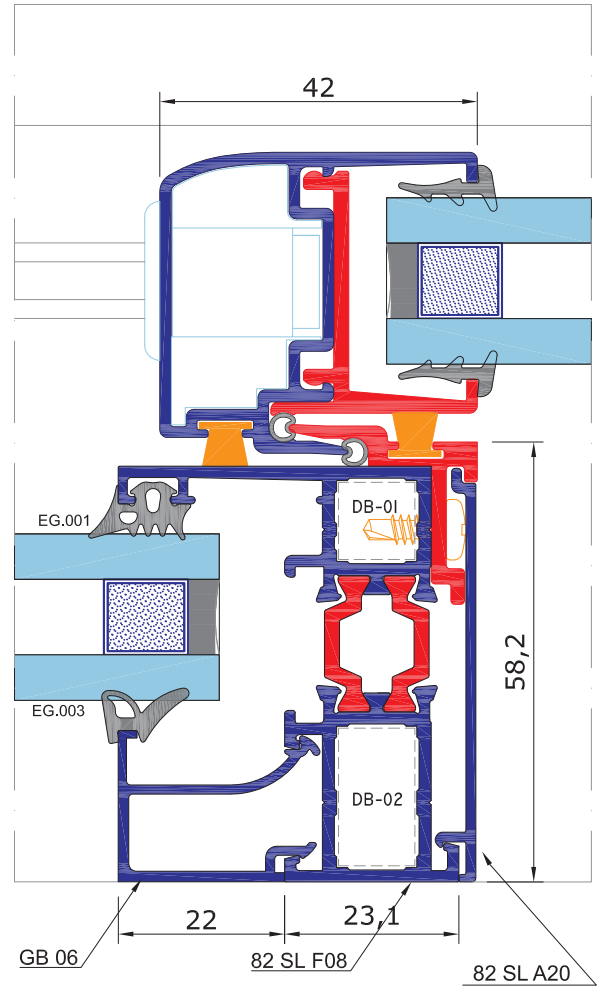 42
DB-01
EG.001
58,2
EG.003
DB-02
22
23,1
GB 06
82 SL F08
82 SL A20